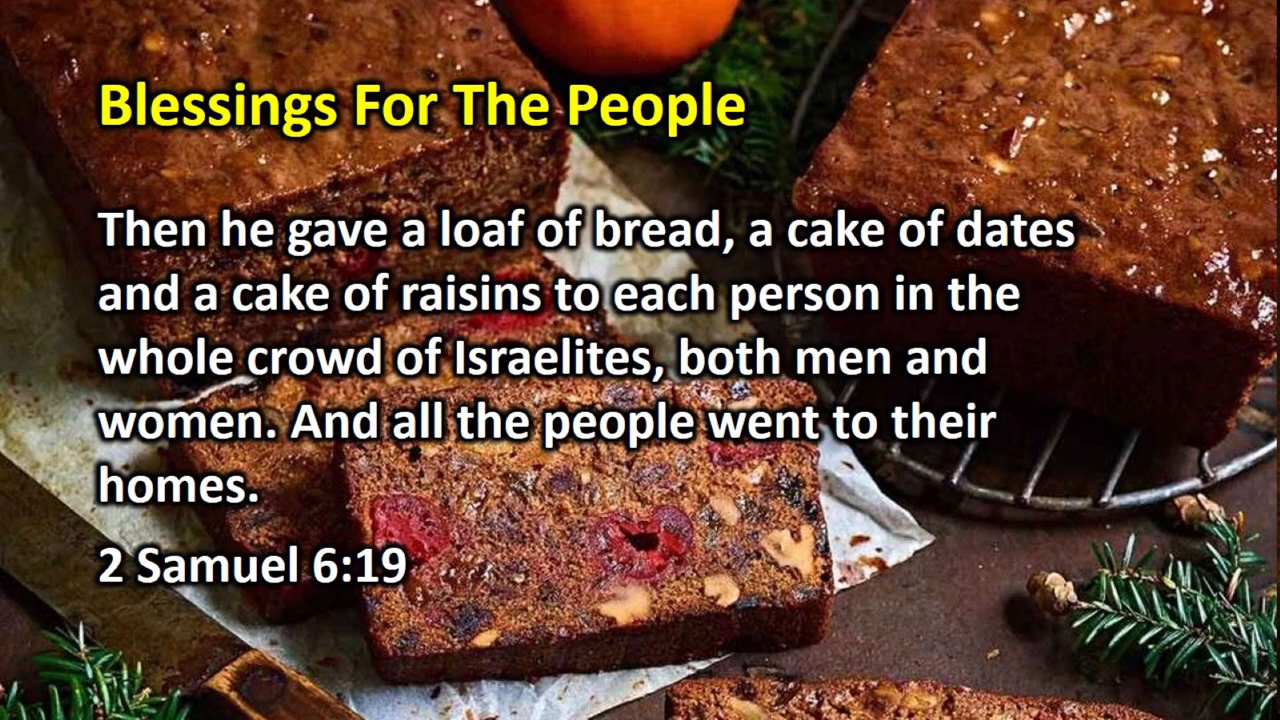 Blessings For The People
Then he gave a loaf of bread, a cake of dates
and a cake of raisins to each person in the
whole crowd of Israelites, both men and
women. And all the people went to their
homes.
2 Samuel 6:19